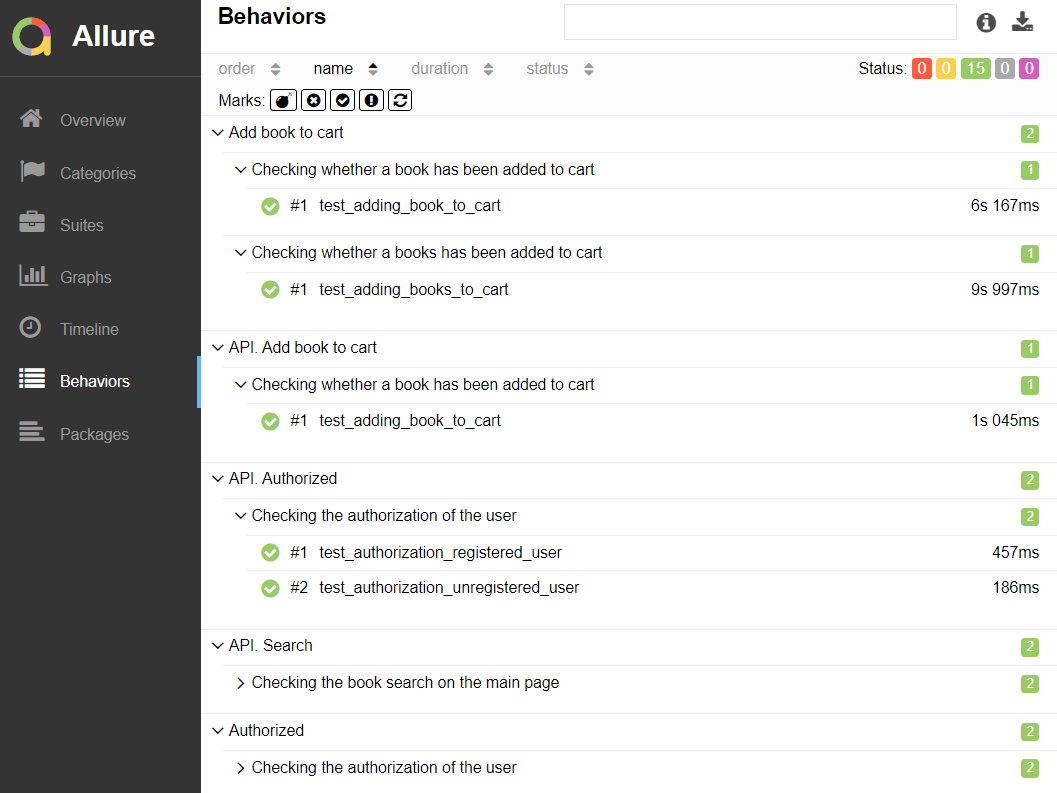 Allure
Overview
Categories
Suites
Graphs
Timeline
Behaviors
Packages
Behaviors
order name duration status Status: 0 0 15 0 0
Marks:
Add book to cart 2
Checking whether a book has been added to cart 1
#1 test_adding_book_to_cart 6s 167ms
Checking whether a books has been added to cart 1
#1 test_adding_books_to_cart 9s 997ms
API. Add book to cart 1
Checking whether a book has been added to cart 1
#1 test_adding_book_to_cart 1s 045ms
API. Authorized 2
Checking the authorization of the user 2
#1 test_authorization_registered_user 457ms
#2 test_authorization_unregistered_user 186ms
API. Search 2
Checking the book search on the main page 2
Authorized 2
Checking the authorization of the user 2